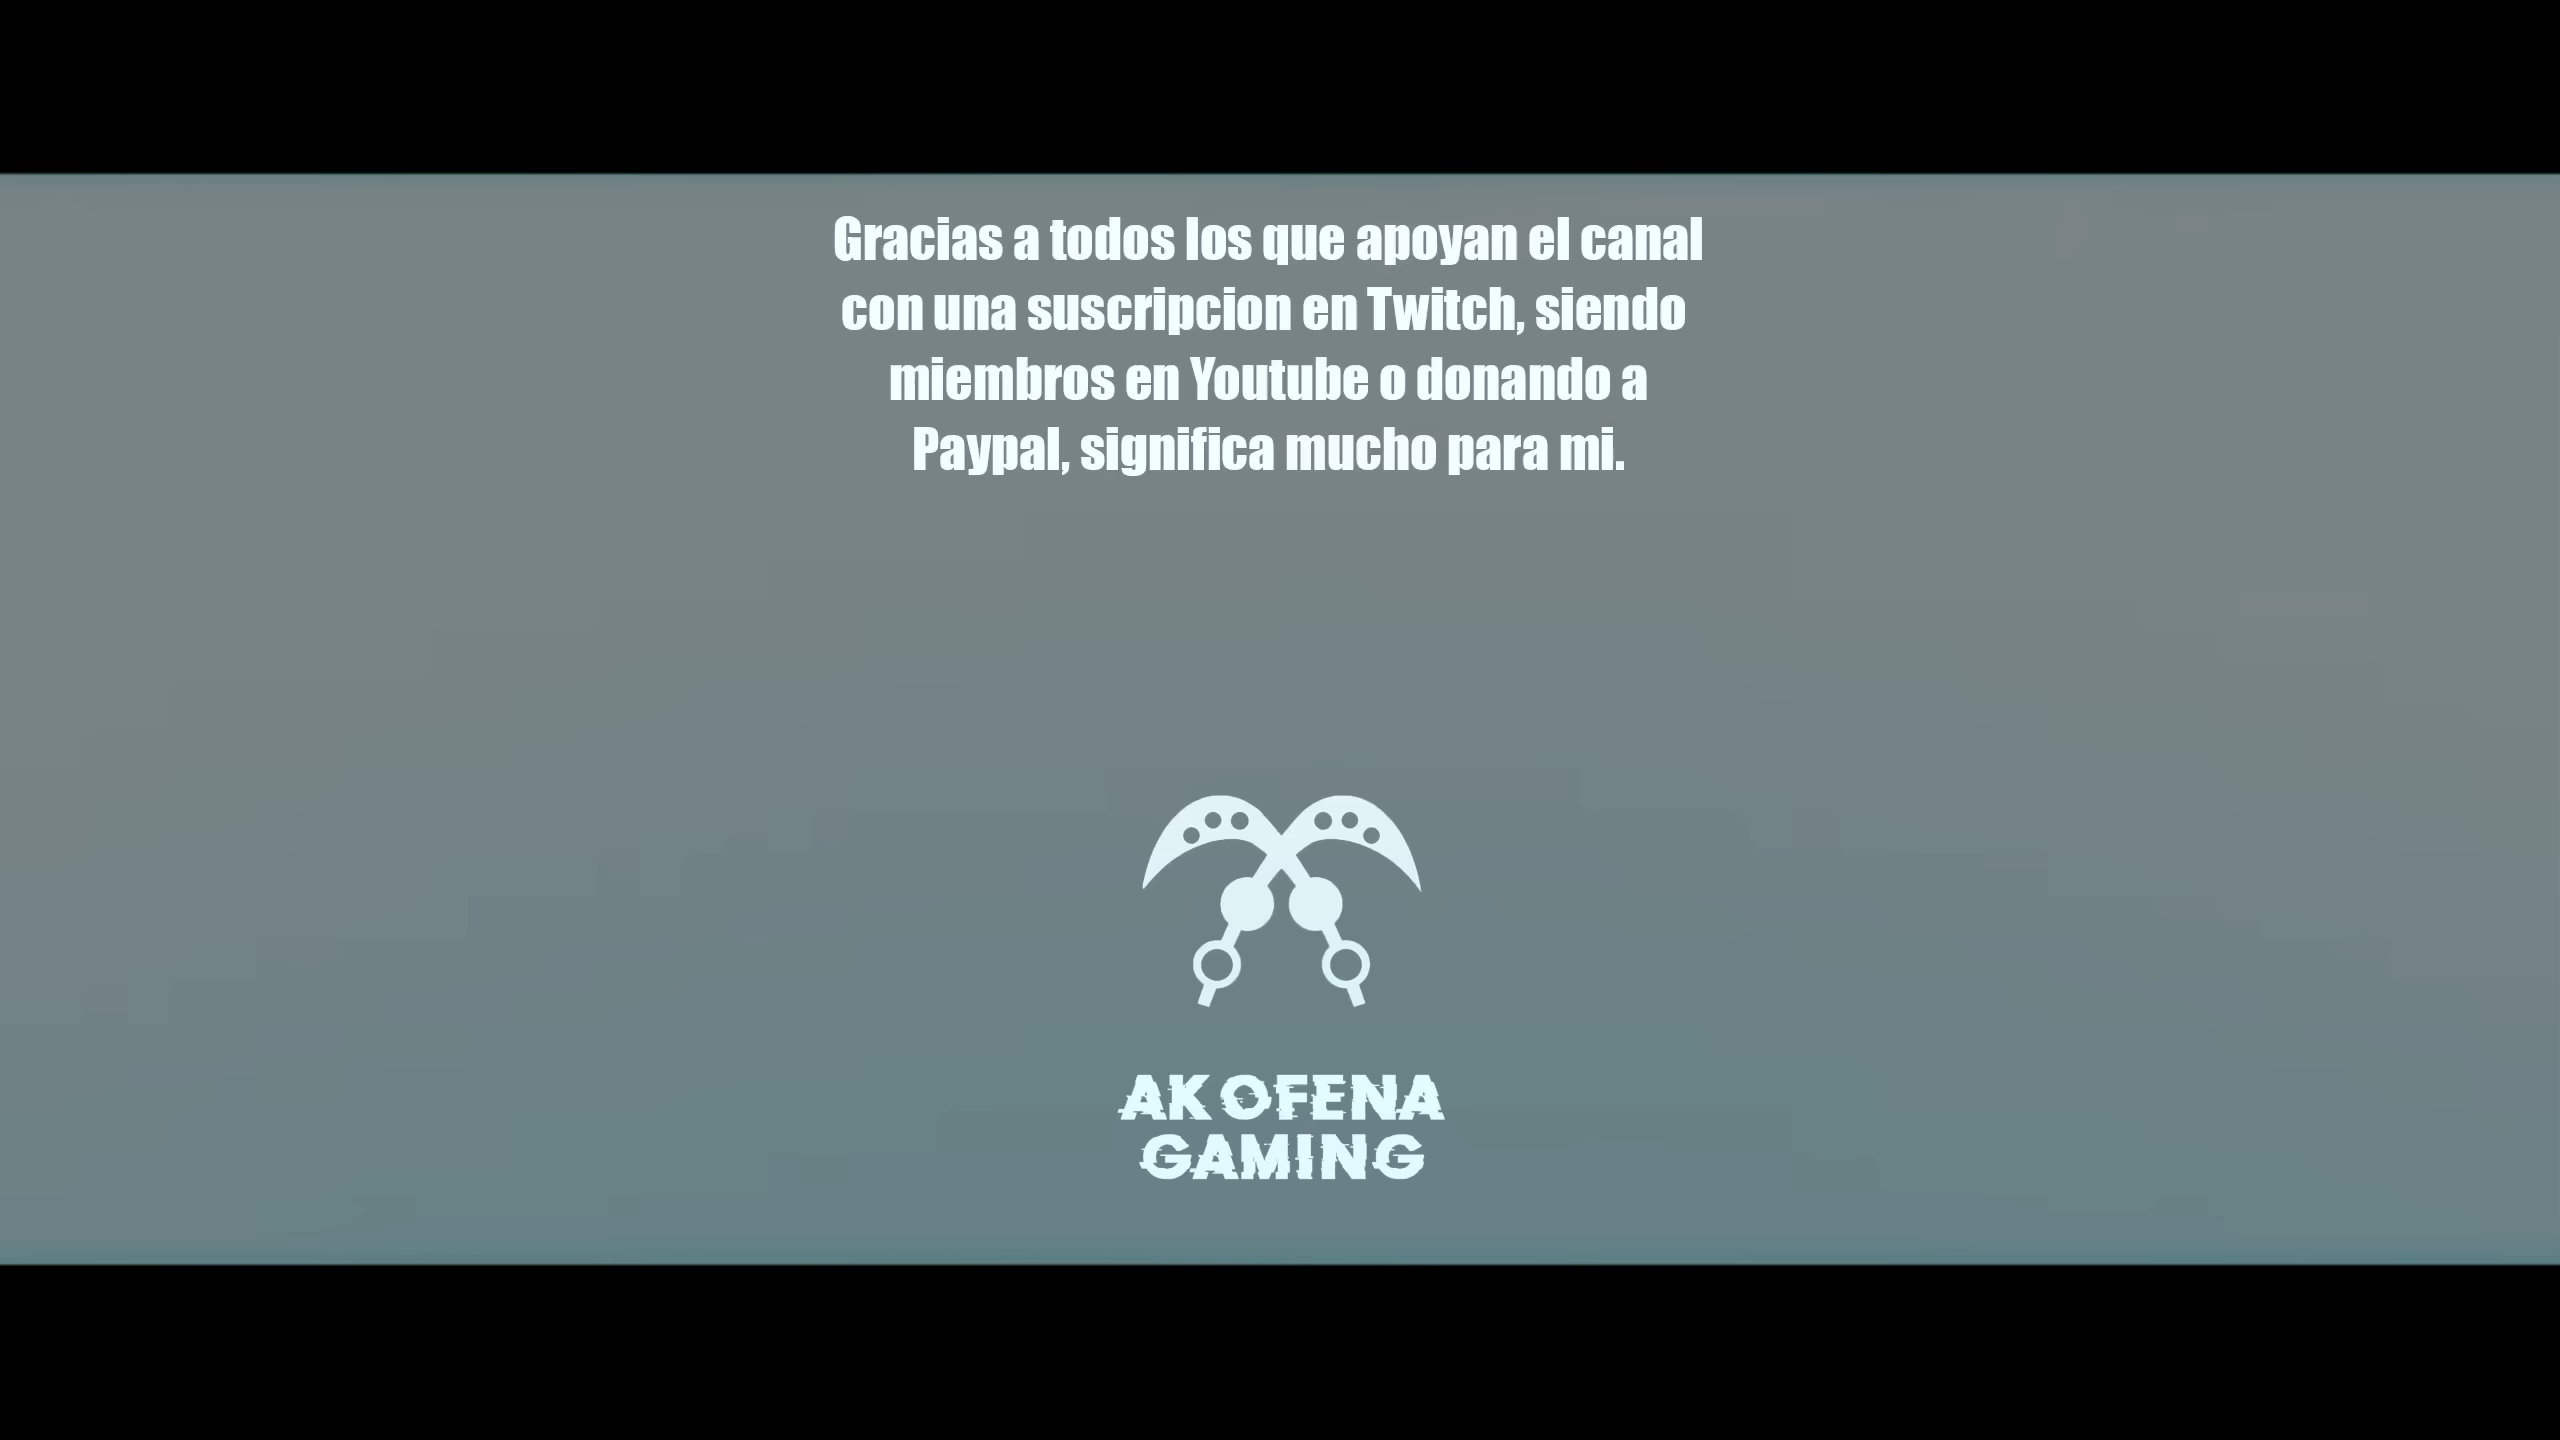 Gracias a todos los que apoyan el canal
con una suscripcion en Twitch, siendo
miembros en Youtube o donando a
Paypal, significa mucho para mi.
AKOFENA
GAMING